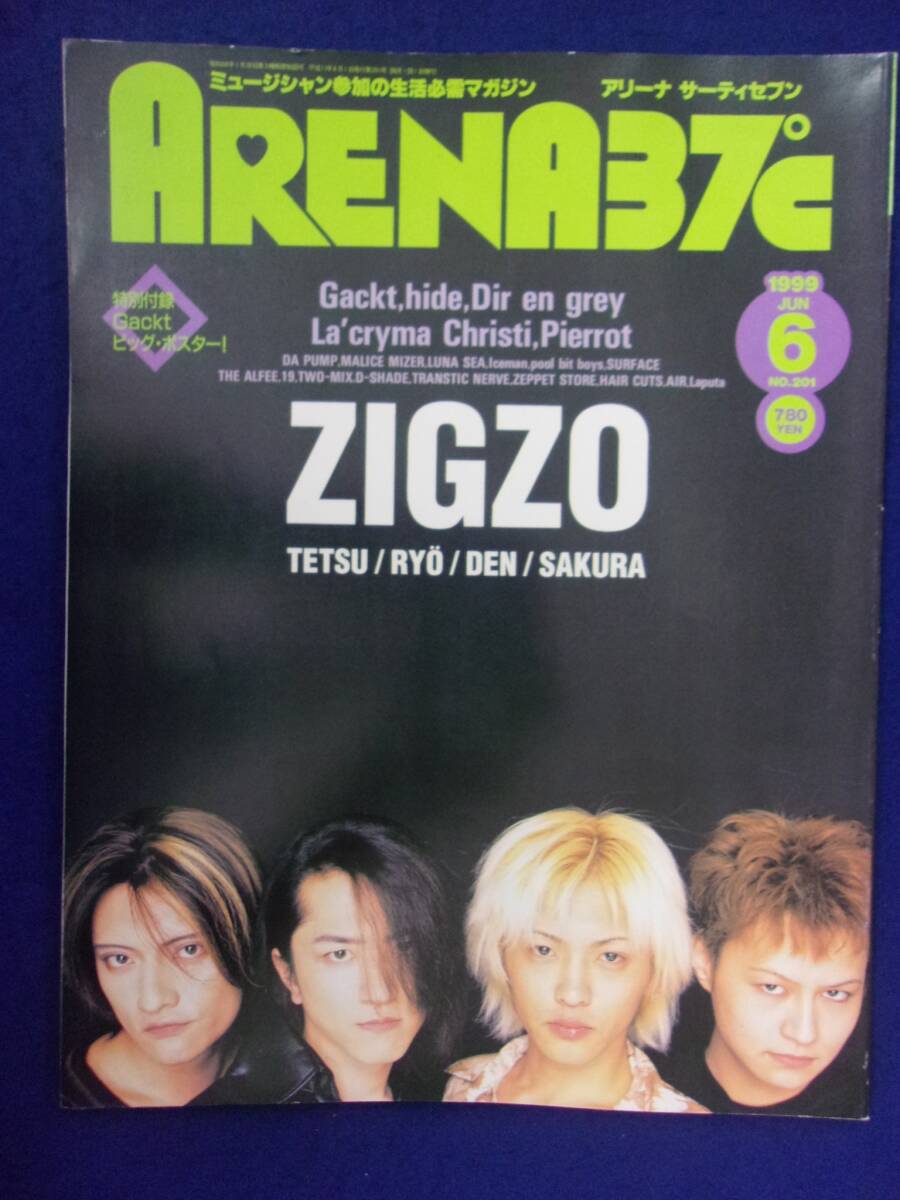 ミュージシャン参加の生活必需マガジン アリーナ サーティセブン
ARENA37℃
特別付録
Gackt
ビッグ・ポスター!
Gackt,hide,Dir en grey
La'cryma Christi,Pierrot
DA PUMP,MALICE MIZER,LUNA SEA,Iceman,pool bit boys,SURFACE
THE ALFEE,19,TWO-MIX,D-SHADE,TRANSTIC NERVE,ZEPPET STORE,HAIR CUTS,AIR,Laputa
1999
JUN
6
NO.201
780
YEN
ZIGZO
TETSU / RYÖ / DEN / SAKURA